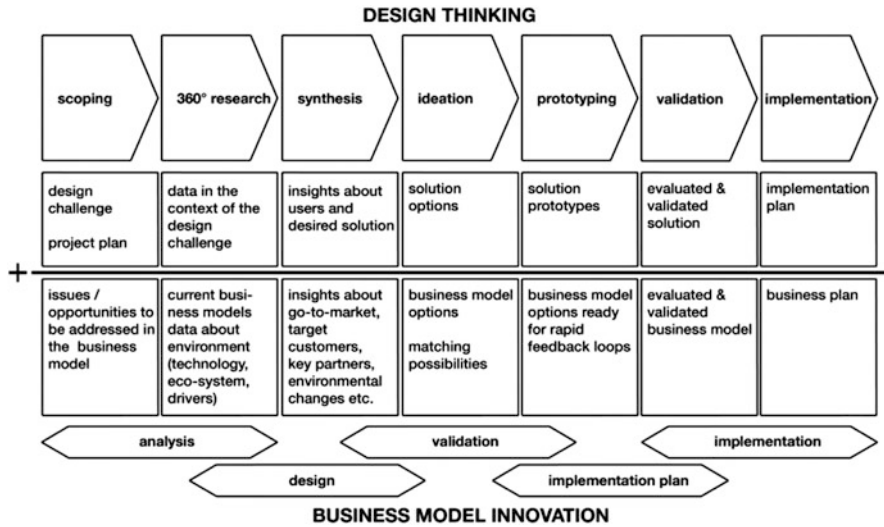 DESIGN THINKING
scoping
360° research
synthesis
ideation
prototyping
validation
implementation
design
challenge
project plan
data in the
context of the
design
challenge
insights about
users and
desired solution
solution
options
solution
prototypes
evaluated &
validated
solution
implementation
plan
+
issues /
opportunities to
be addressed in
the business
model
current busi-
ness models
data about
environment
(technology,
eco-system,
drivers)
insights about
go-to-market,
target
customers,
key partners,
environmental
changes etc.
business model
options
matching
possibilities
business model
options ready
for rapid
feedback loops
evaluated &
validated
business model
business plan
analysis
validation
implementation
design
implementation plan
BUSINESS MODEL INNOVATION